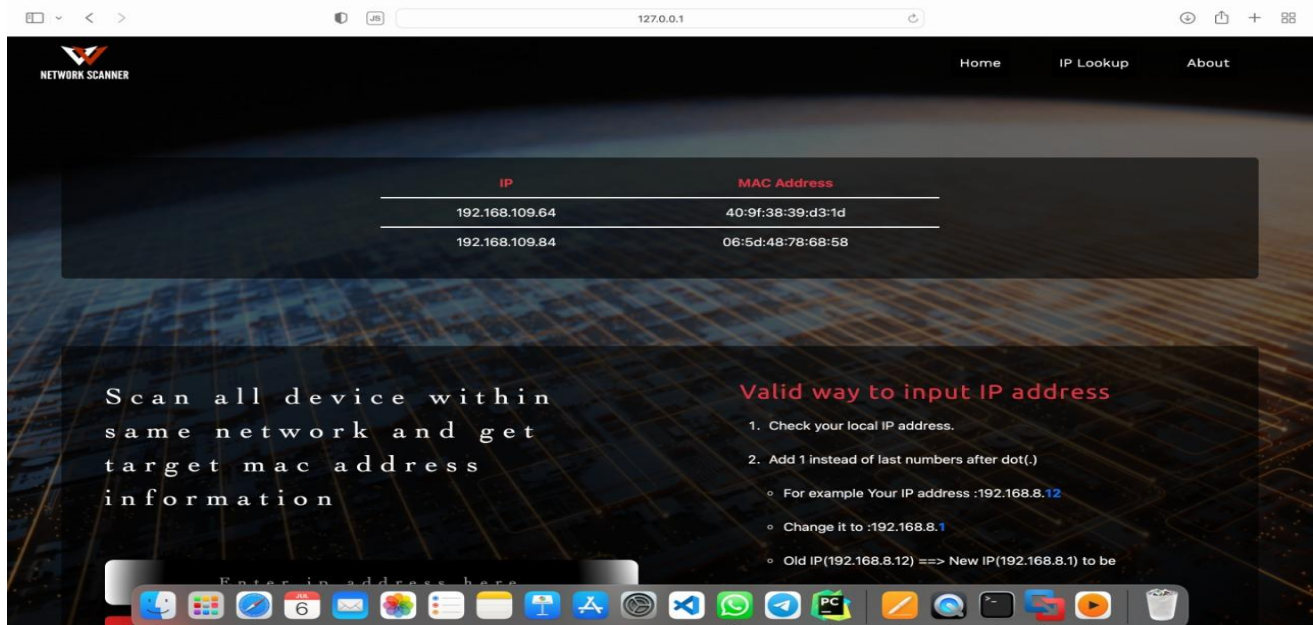 JS
127.0.0.1
NETWORK SCANNER
Home IP Lookup About
IP MAC Address
192.168.109.64 40:9f:38:39:d3:1d
192.168.109.84 06:5d:48:78:68:58
Scan all device within
same network and get
target mac address
information
Valid way to input IP address
1. Check your local IP address.
2. Add 1 instead of last numbers after dot(.)
For example Your IP address :192.168.8.12
Change it to :192.168.8.1
Old IP(192.168.8.12) ==> New IP(192.168.8.1) to be
Enter ip address here
JUL
6
PC